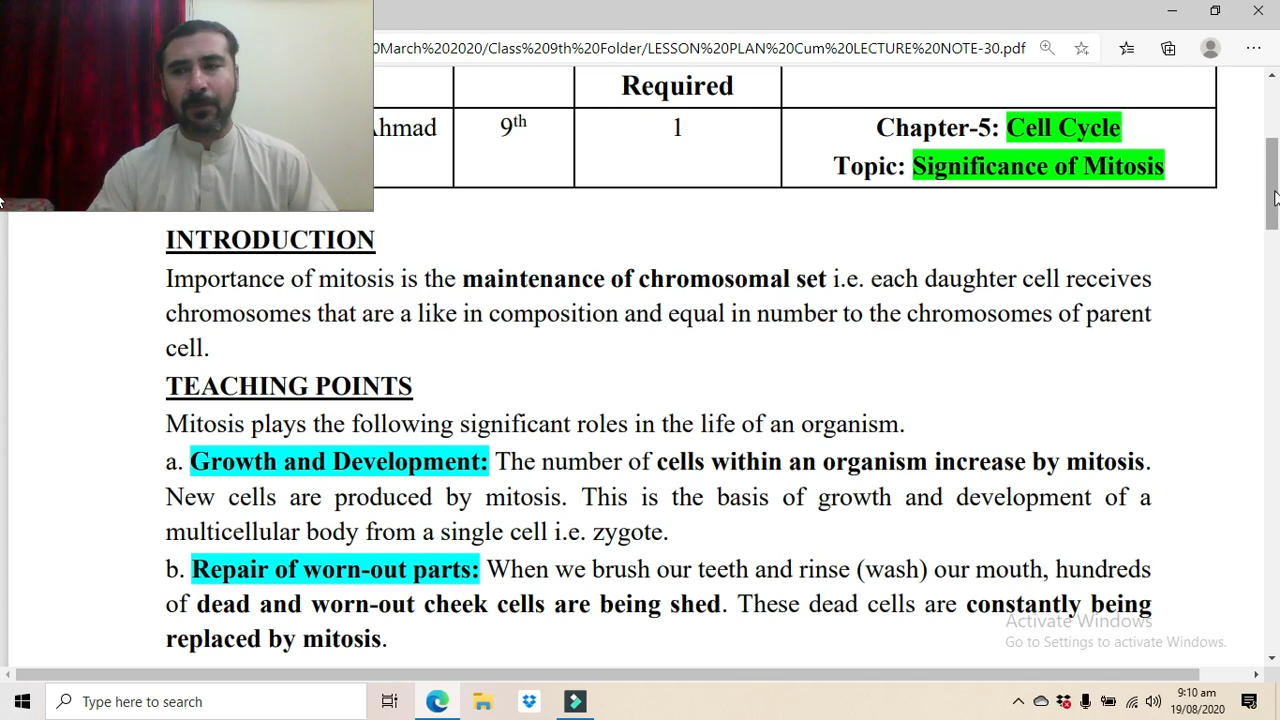 March%202020/Class%209th%20Folder/LESSON%20PLAN%20Cum%20LECTURE%20NOTE-30.pdf
Required
Ahmad 9th 1 Chapter-5: Cell Cycle
Topic: Significance of Mitosis
INTRODUCTION
Importance of mitosis is the maintenance of chromosomal set i.e. each daughter cell receives
chromosomes that are a like in composition and equal in number to the chromosomes of parent
cell.
TEACHING POINTS
Mitosis plays the following significant roles in the life of an organism.
a. Growth and Development: The number of cells within an organism increase by mitosis.
New cells are produced by mitosis. This is the basis of growth and development of a
multicellular body from a single cell i.e. zygote.
b. Repair of worn-out parts: When we brush our teeth and rinse (wash) our mouth, hundreds
of dead and worn-out cheek cells are being shed. These dead cells are constantly being
replaced by mitosis.
Activate Windows
Go to Settings to activate Windows.
Type here to search
9:10 am
19/08/2020